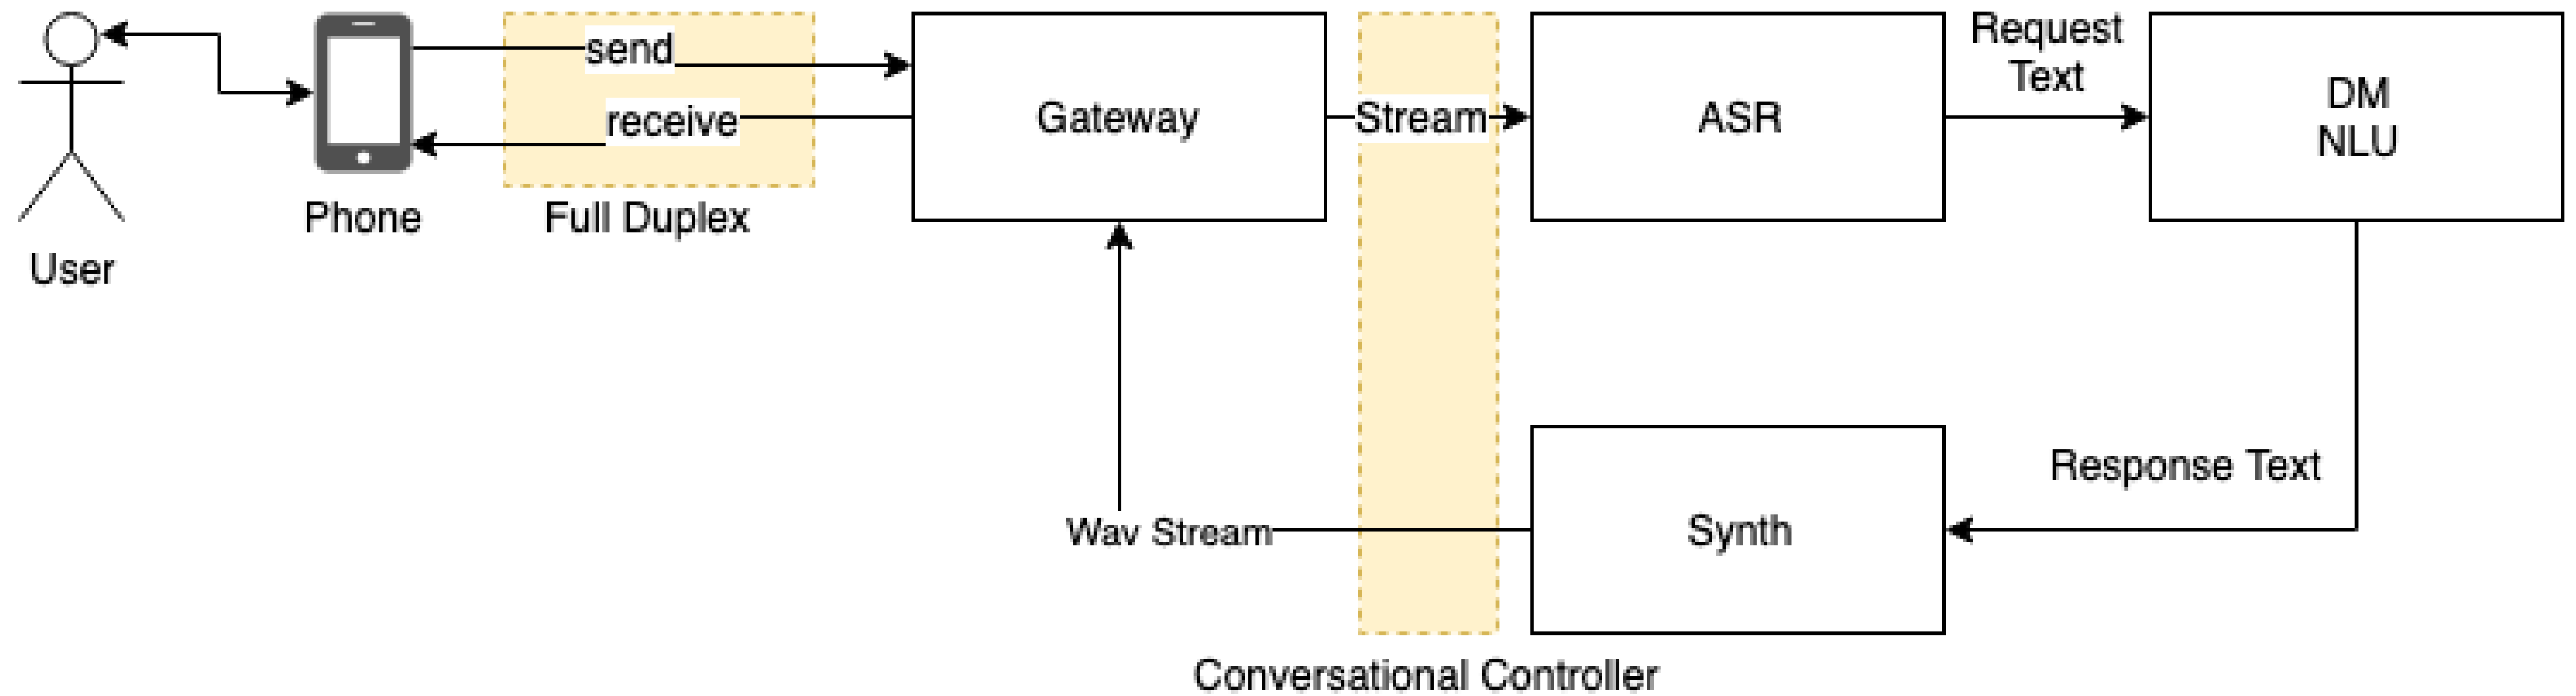 send
receive
Phone
Full Duplex
User
Gateway
Stream
ASR
Request
Text
DM
NLU
Response Text
Synth
Wav Stream
Conversational Controller